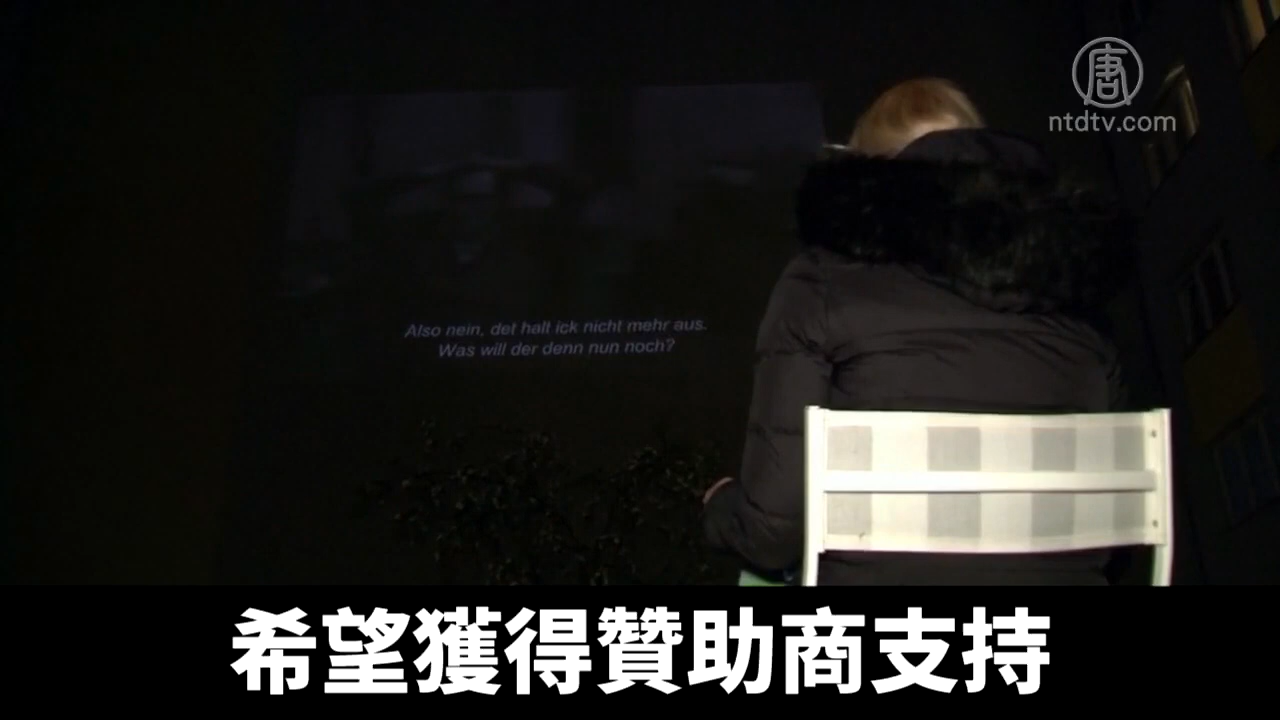 唐
ntdtv.com
Also nein, det halt ick nicht mehr aus.
Was will der denn nun noch?
希望獲得贊助商支持